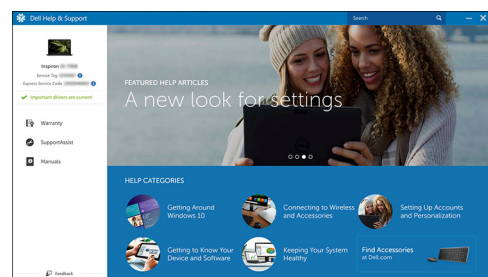 Dell Help & Support
Search
Inspiron
Service Tag
Express Service Code
Important drivers are current
Warranty
SupportAssist
Manuals
Feedback
FEATURED HELP ARTICLES
A new look for settings
HELP CATEGORIES
Getting Around
Windows 10
Connecting to Wireless
and Accessories
Setting Up Accounts
and Personalization
Getting to Know Your
Device and Software
Keeping Your System
Healthy
Find Accessories
at Dell.com